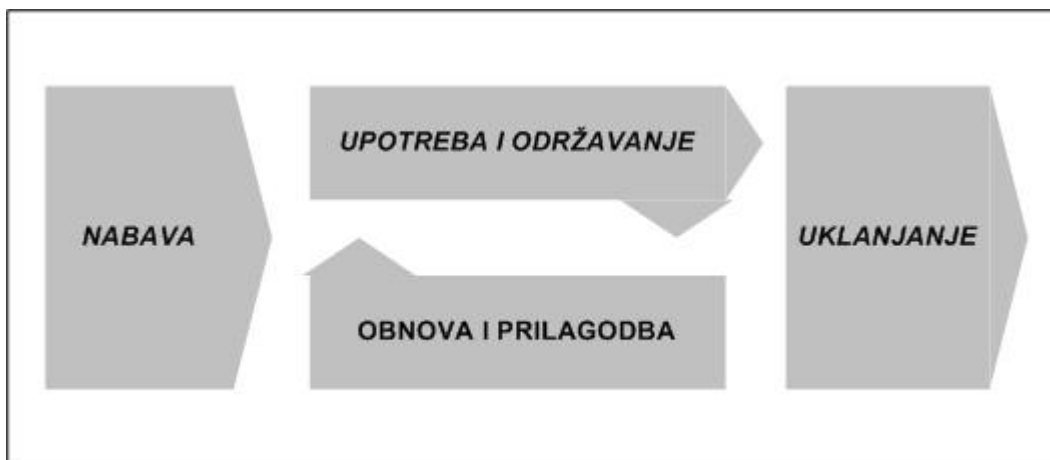 NABAVA
UPOTREBA I ODRŽAVANJE
OBNOVA I PRILAGODBA
UKLANJANJE